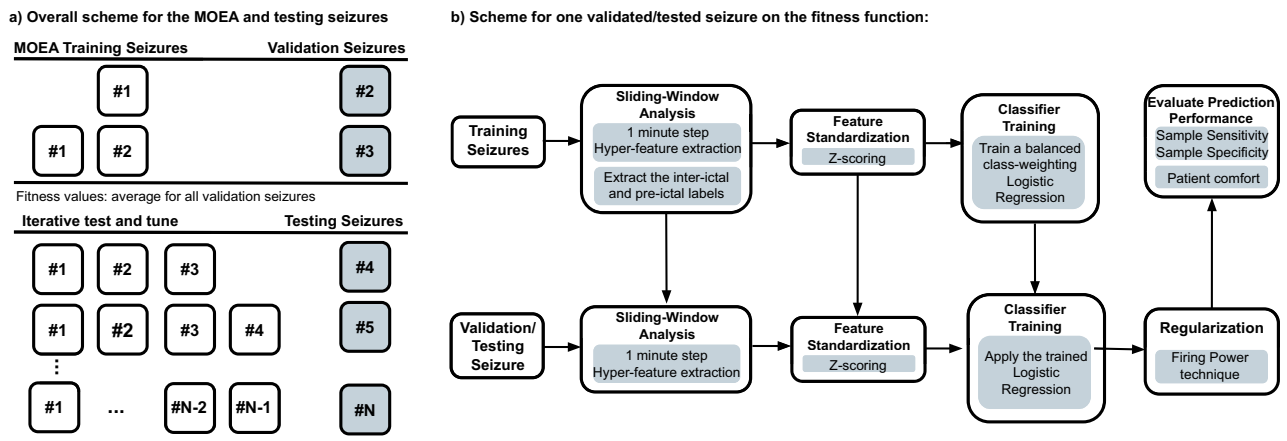 a) Overall scheme for the MOEA and testing seizures
MOEA Training Seizures
Validation Seizures
#1
#2
#1
#2
#3
Fitness values: average for all validation seizures
Iterative test and tune
Testing Seizures
#1
#2
#3
#4
#1
#2
#3
#4
#5
⋮
#1
...
#N-2
#N-1
#N
b) Scheme for one validated/tested seizure on the fitness function:
Training
Seizures
Sliding-Window
Analysis
1 minute step
Hyper-feature extraction
Extract the inter-ictal
and pre-ictal labels
Feature
Standardization
Z-scoring
Classifier
Training
Train a balanced
class-weighting
Logistic
Regression
Evaluate Prediction
Performance
Sample Sensitivity
Sample Specificity
Patient comfort
Validation/
Testing
Seizure
Sliding-Window
Analysis
1 minute step
Hyper-feature extraction
Feature
Standardization
Z-scoring
Classifier
Training
Apply the trained
Logistic
Regression
Regularization
Firing Power
technique